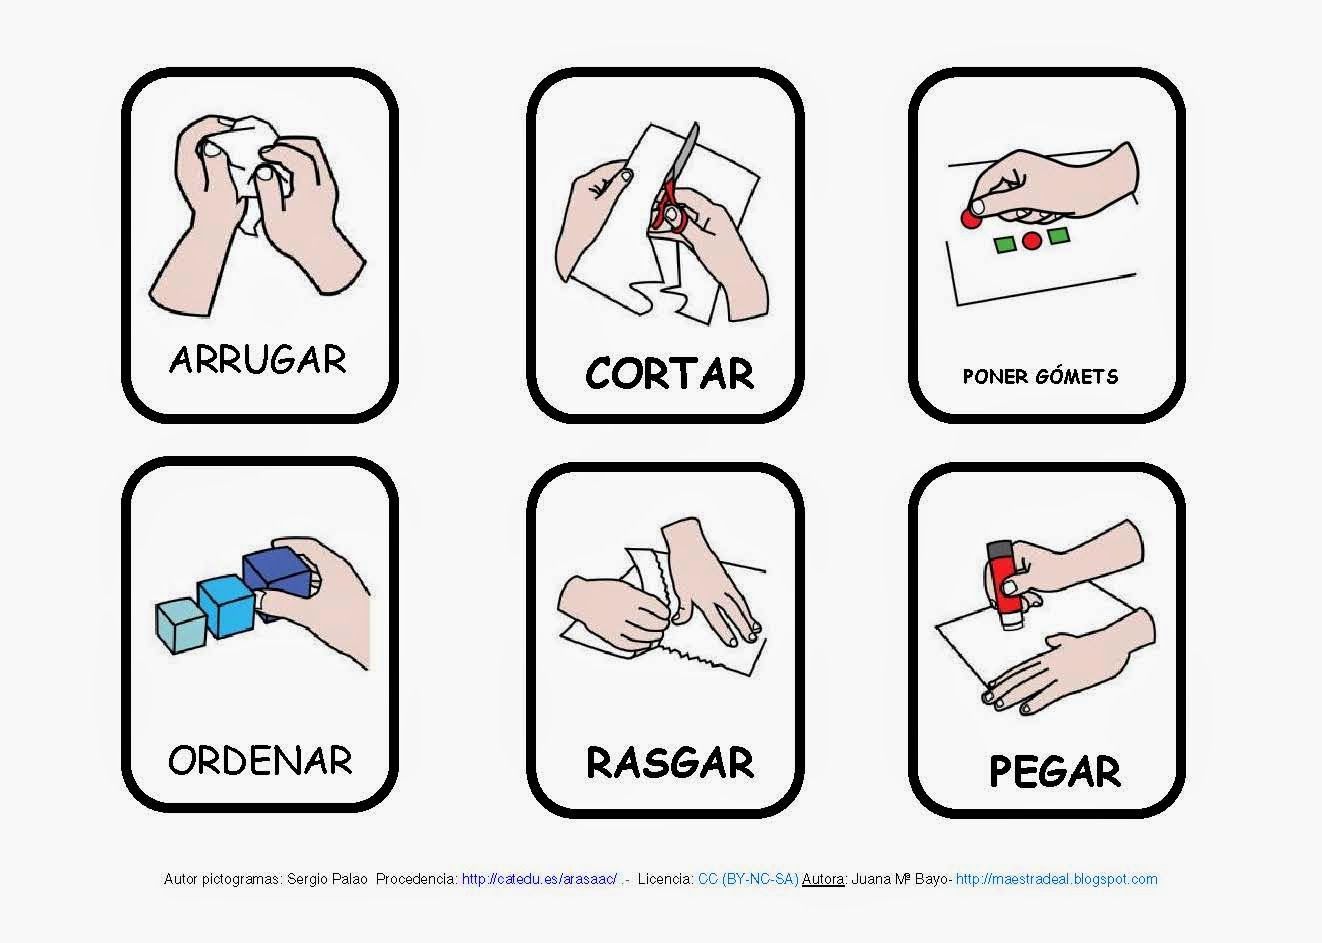 ARRUGAR
CORTAR
PONER GÓMETS
ORDENAR
RASGAR
PEGAR
Autor pictogramas: Sergio Palao Procedencia: http://catedu.es/arasaac/ .- Licencia: CC (BY-NC-SA) Autora: Juana Mª Bayo- http://maestradeal.blogspot.com